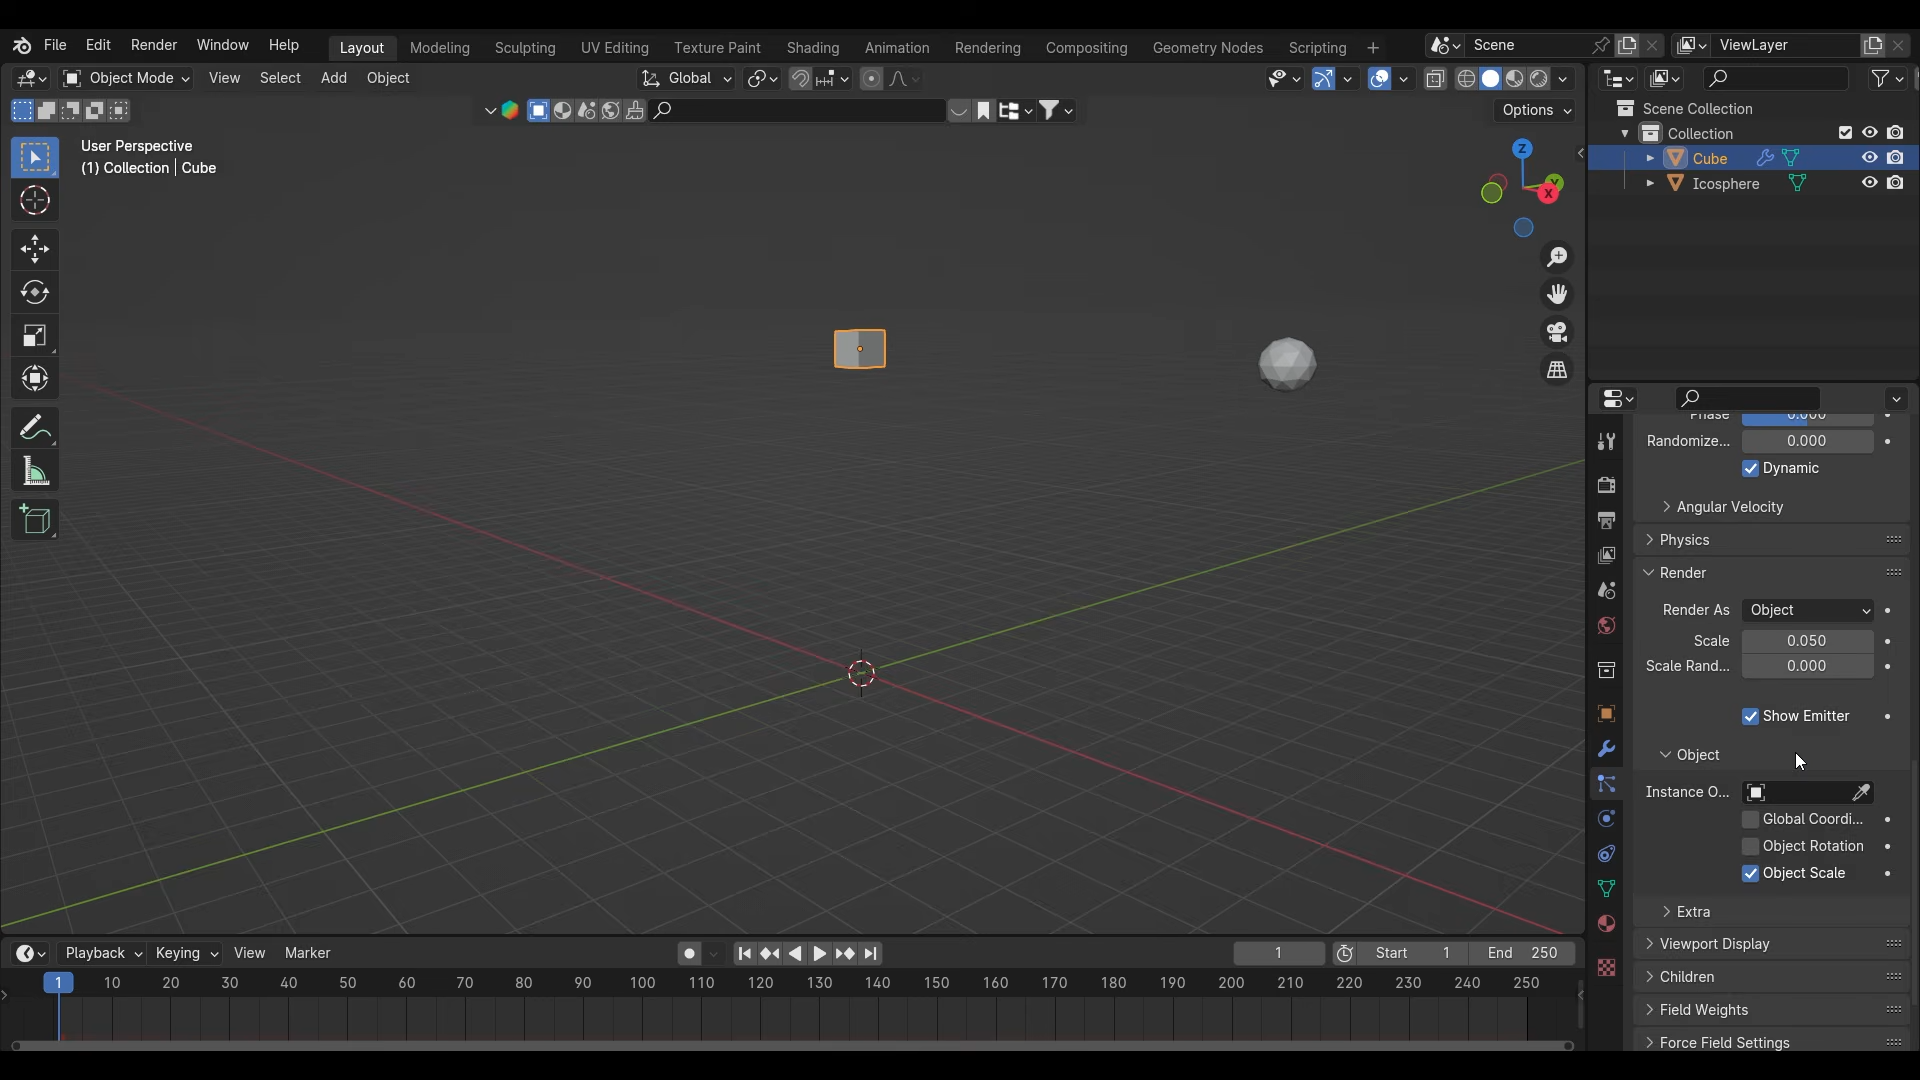 File Edit Render Window Help Layout Modeling Sculpting UV Editing Texture Paint Shading Animation Rendering Compositing Geometry Nodes Scripting + Scene ViewLayer
Object Mode View Select Add Object Global
Options
User Perspective
(1) Collection | Cube
Z
Y
X
Scene Collection
Collection
Cube
Icosphere
Phase 0.000
Randomize... 0.000
Dynamic
Angular Velocity
Physics
Render
Render As Object
Scale 0.050
Scale Rand... 0.000
Show Emitter
Object
Instance O...
Global Coordi...
Object Rotation
Object Scale
Extra
Viewport Display
Children
Field Weights
Force Field Settings
Playback Keying View Marker 1 Start 1 End 250
1 10 20 30 40 50 60 70 80 90 100 110 120 130 140 150 160 170 180 190 200 210 220 230 240 250